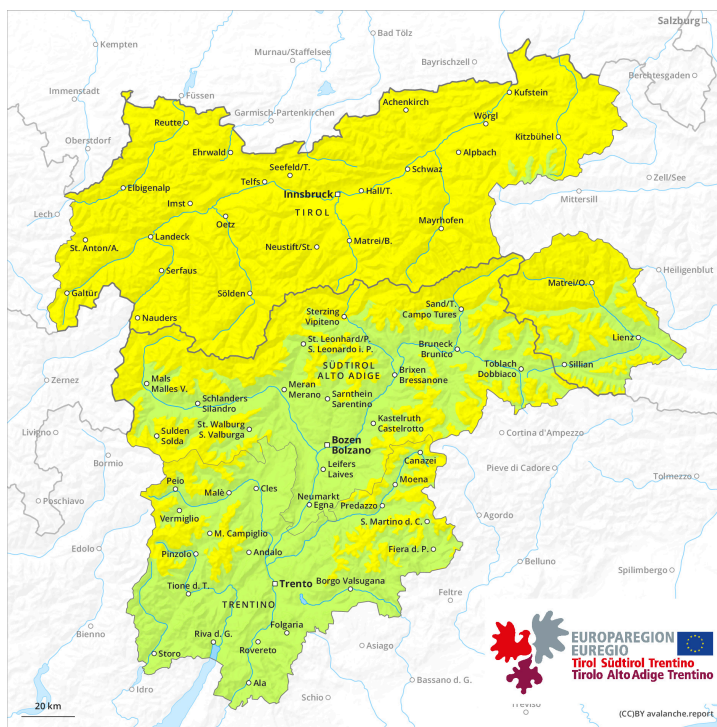 Salzburg
Bad Tölz
Kempten
Murnau/Staffelsee
Bayrischzell
Berchtesgaden
Immenstadt
Füssen
Kufstein
Garmisch-Partenkirchen
Achenkirch
Wörgl
Reutte
Oberstdorf
Kitzbühel
Ehrwald
Alpbach
Seefeld/T.
Schwaz
Zell/See
Telfs
Elbigenalp
Innsbruck
Hall/T.
Mittersill
Imst
TIROL
Lech
Oetz
Mayrhofen
Landeck
Neustift/St.
Matrei/B.
St. Anton/A.
Serfaus
Heiligenblut
Matrei/O.
Galtür
Sölden
Sand/T.
Campo Tures
Nauders
Sterzing
Vipiteno
Lienz
St. Leonhard/P.
S. Leonardo i. P.
Bruneck
Brunico
Toblach
Dobbiaco
Sillian
SÜDTIROL
ALTO ADIGE
Brixen
Bressanone
Zernez
Mals
Malles V.
Meran
Merano
Schlanders
Silandro
Sarnthein
Sarentino
St. Walburg
S. Valburga
Kastelruth
Castelrotto
Livigno
Sulden
Solda
Cortina d'Ampezzo
Bozen
Bolzano
Canazei
Bormio
Pieve di Cadore
Leifers
Laives
Tolmezzo
Peio
Moena
Malè
Cles
Poschiavo
Neumarkt
Egna
Predazzo
Vermiglio
S. Martino d. C.
Agordo
M. Campiglio
Edolo
Pinzolo
Andalo
Fiera d. P.
Belluno
Spilimbergo
Tione d. T.
Trento
Borgo Valsugana
Feltre
TRENTINO
Bienno
Folgaria
Riva d. G.
Rovereto
Asiago
Storo
Bassano d. G.
Ala
Idro
Schio
Treviso
EUROPAREGION
EUREGIO
Tirol Südtirol Trentino
Tirolo Alto Adige Trentino
20 km
(CC)BY avalanche.report